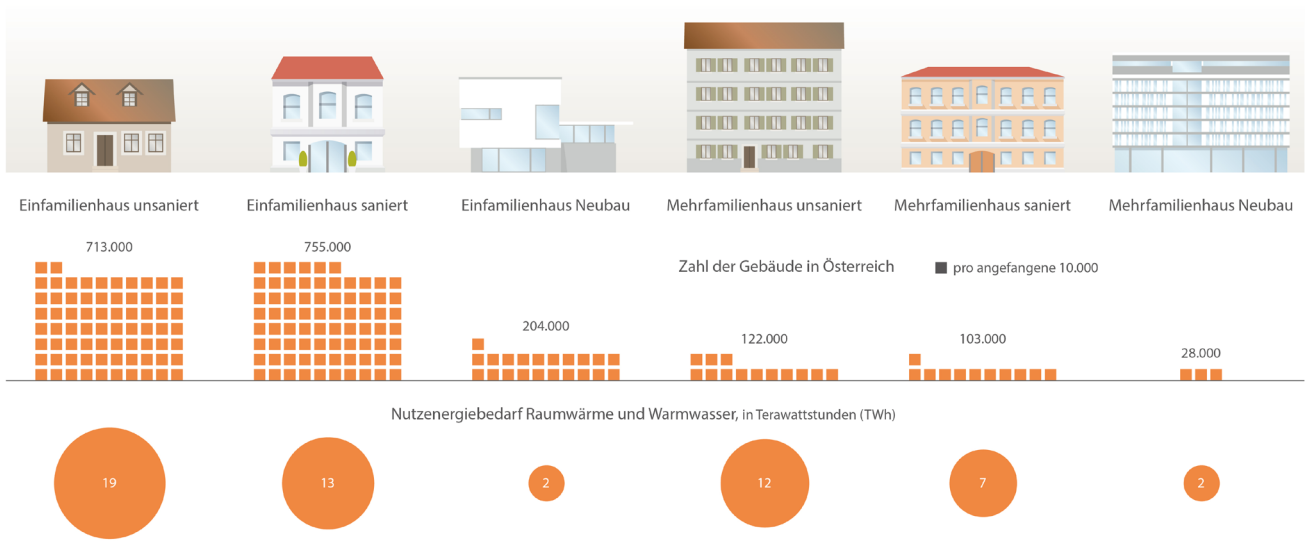 Einfamilienhaus unsaniert
Einfamilienhaus saniert
Einfamilienhaus Neubau
Mehrfamilienhaus unsaniert
Mehrfamilienhaus saniert
Mehrfamilienhaus Neubau
713.000
755.000
Zahl der Gebäude in Österreich
pro angefangene 10.000
204.000
122.000
103.000
28.000
Nutzenergiebedarf Raumwärme und Warmwasser, in Terawattstunden (TWh)
19
13
2
12
7
2